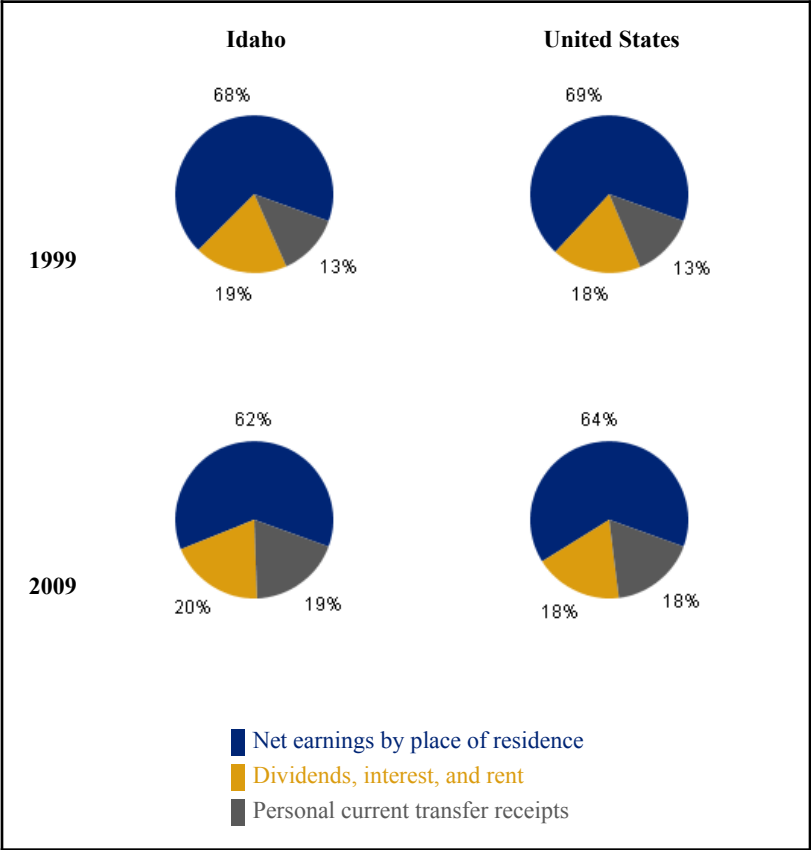 Idaho United States
68% 69%
1999
13% 13%
19% 18%
62% 64%
2009
20% 19% 18% 18%
Net earnings by place of residence
Dividends, interest, and rent
Personal current transfer receipts